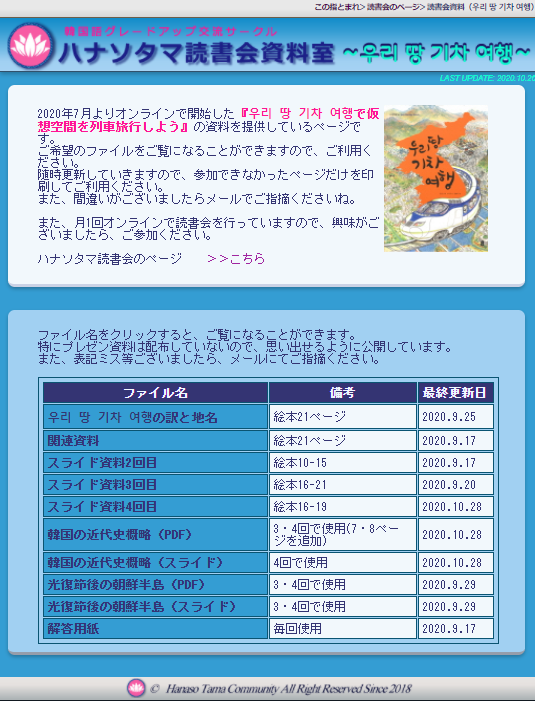 この指とまれ> 読書会のページ> 読書会資料（우리 땅 기차 여행）
韓国語グレードアップ交流サークル
ハナソタマ読書会資料室 ～우리 땅 기차 여행～
LAST UPDATE: 2020.10.28
2020年7月よりオンラインで開始した『우리 땅 기차 여행で仮
想空間を列車旅行しよう』の資料を提供しているページで
す。
ご希望のファイルをご覧になることができますので、ご利用く
ださい。
随時更新していきますので、参加できなかったページだけを印
刷してご利用ください。
また、間違いがございましたらメールでご指摘くださいね。
また、月1回オンラインで読書会を行っていますので、興味がご
ざいましたら、ご参加ください。
ハナソタマ読書会のページ　　>>こちら
우리땅
기차
여행
ファイル名をクリックすると、ご覧になることができます。
特にプレゼン資料は配布していないので、思い出せるように公開しています。
また、表記ミス等ございましたら、メールにてご指摘ください。
ファイル名 備考 最終更新日
우리 땅 기차 여행の訳と地名 絵本21ページ 2020.9.25
関連資料 絵本21ページ 2020.9.17
スライド資料2回目 絵本10-15 2020.9.17
スライド資料3回目 絵本16-21 2020.9.20
スライド資料4回目 絵本16-19 2020.10.28
韓国の近代史概略（PDF） 3・4回で使用(7・8ペー
ジを追加) 2020.10.28
韓国の近代史概略（スライド） 4回で使用 2020.10.28
光復節後の朝鮮半島（PDF） 3・4回で使用 2020.9.29
光復節後の朝鮮半島（スライド） 3・4回で使用 2020.9.29
解答用紙 毎回使用 2020.9.17
© Hanaso Tama Community All Right Reserved Since 2018